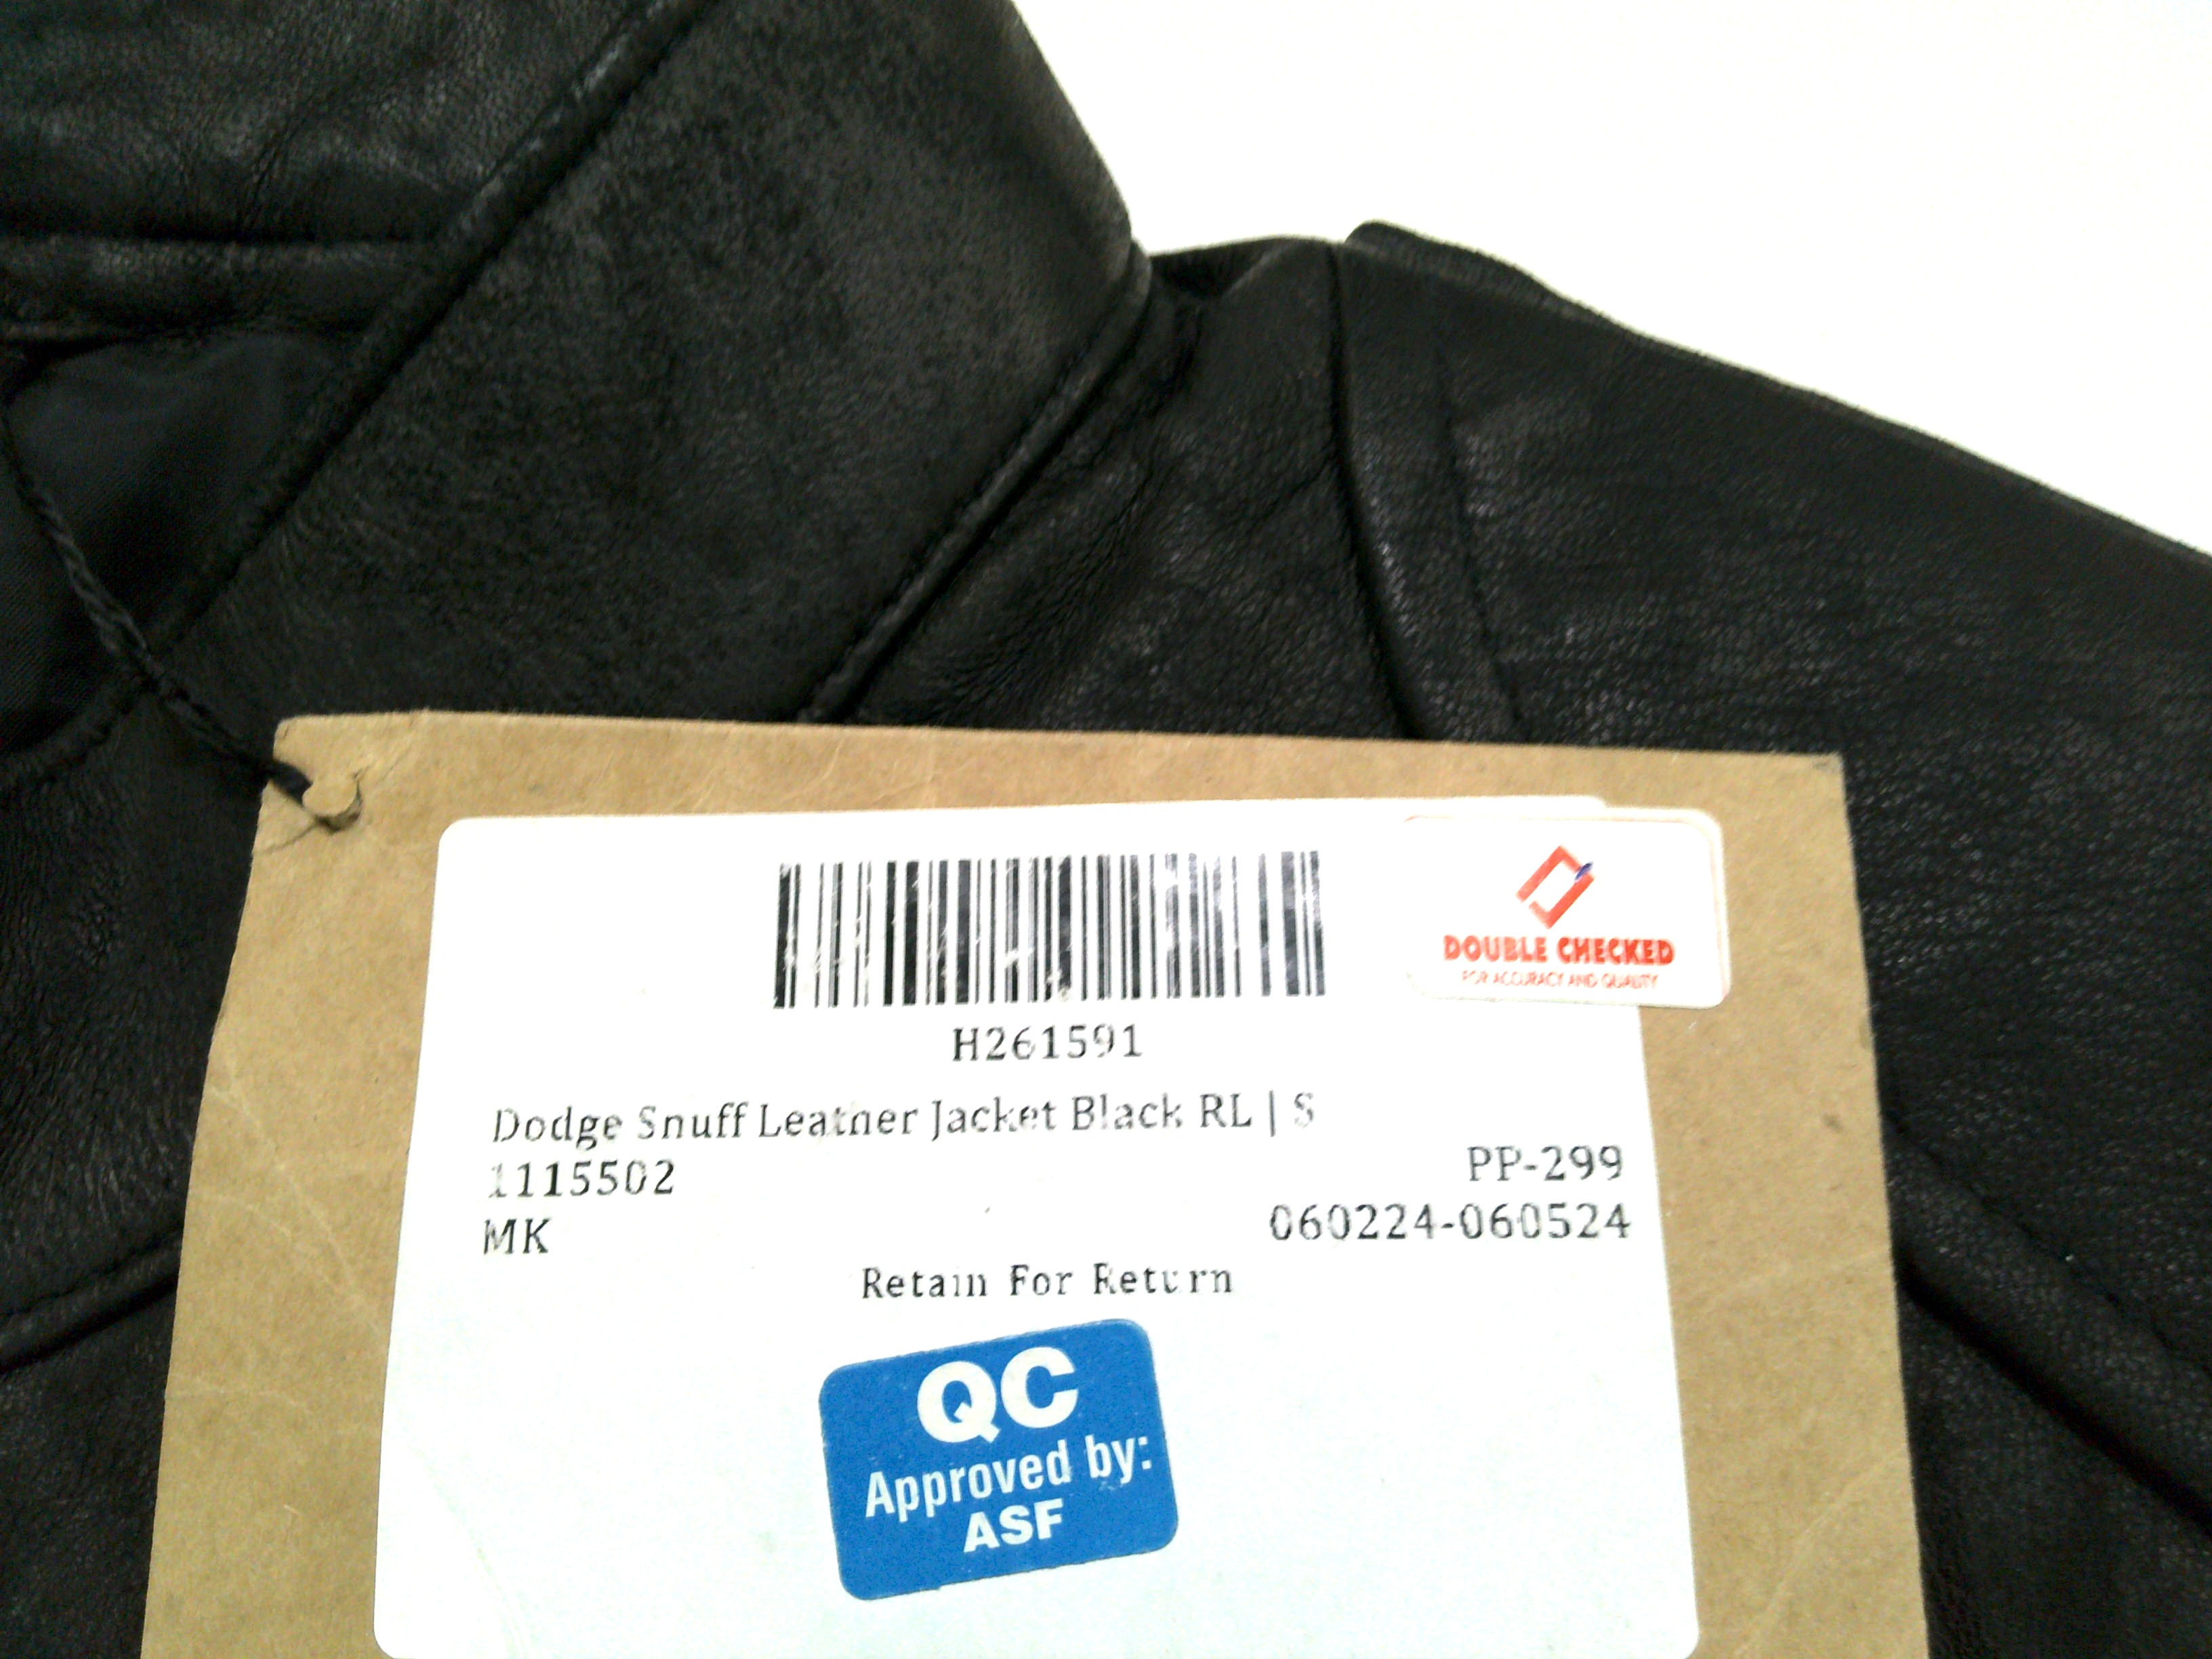 DOUBLE CHECKED
FOR ACCURACY AND QUALITY
H261591
Dodge Snuff Leather Jacket Black RL | S
1115502 PP-299
MK 060224-060524
Retain For Return
QC
Approved by:
ASF